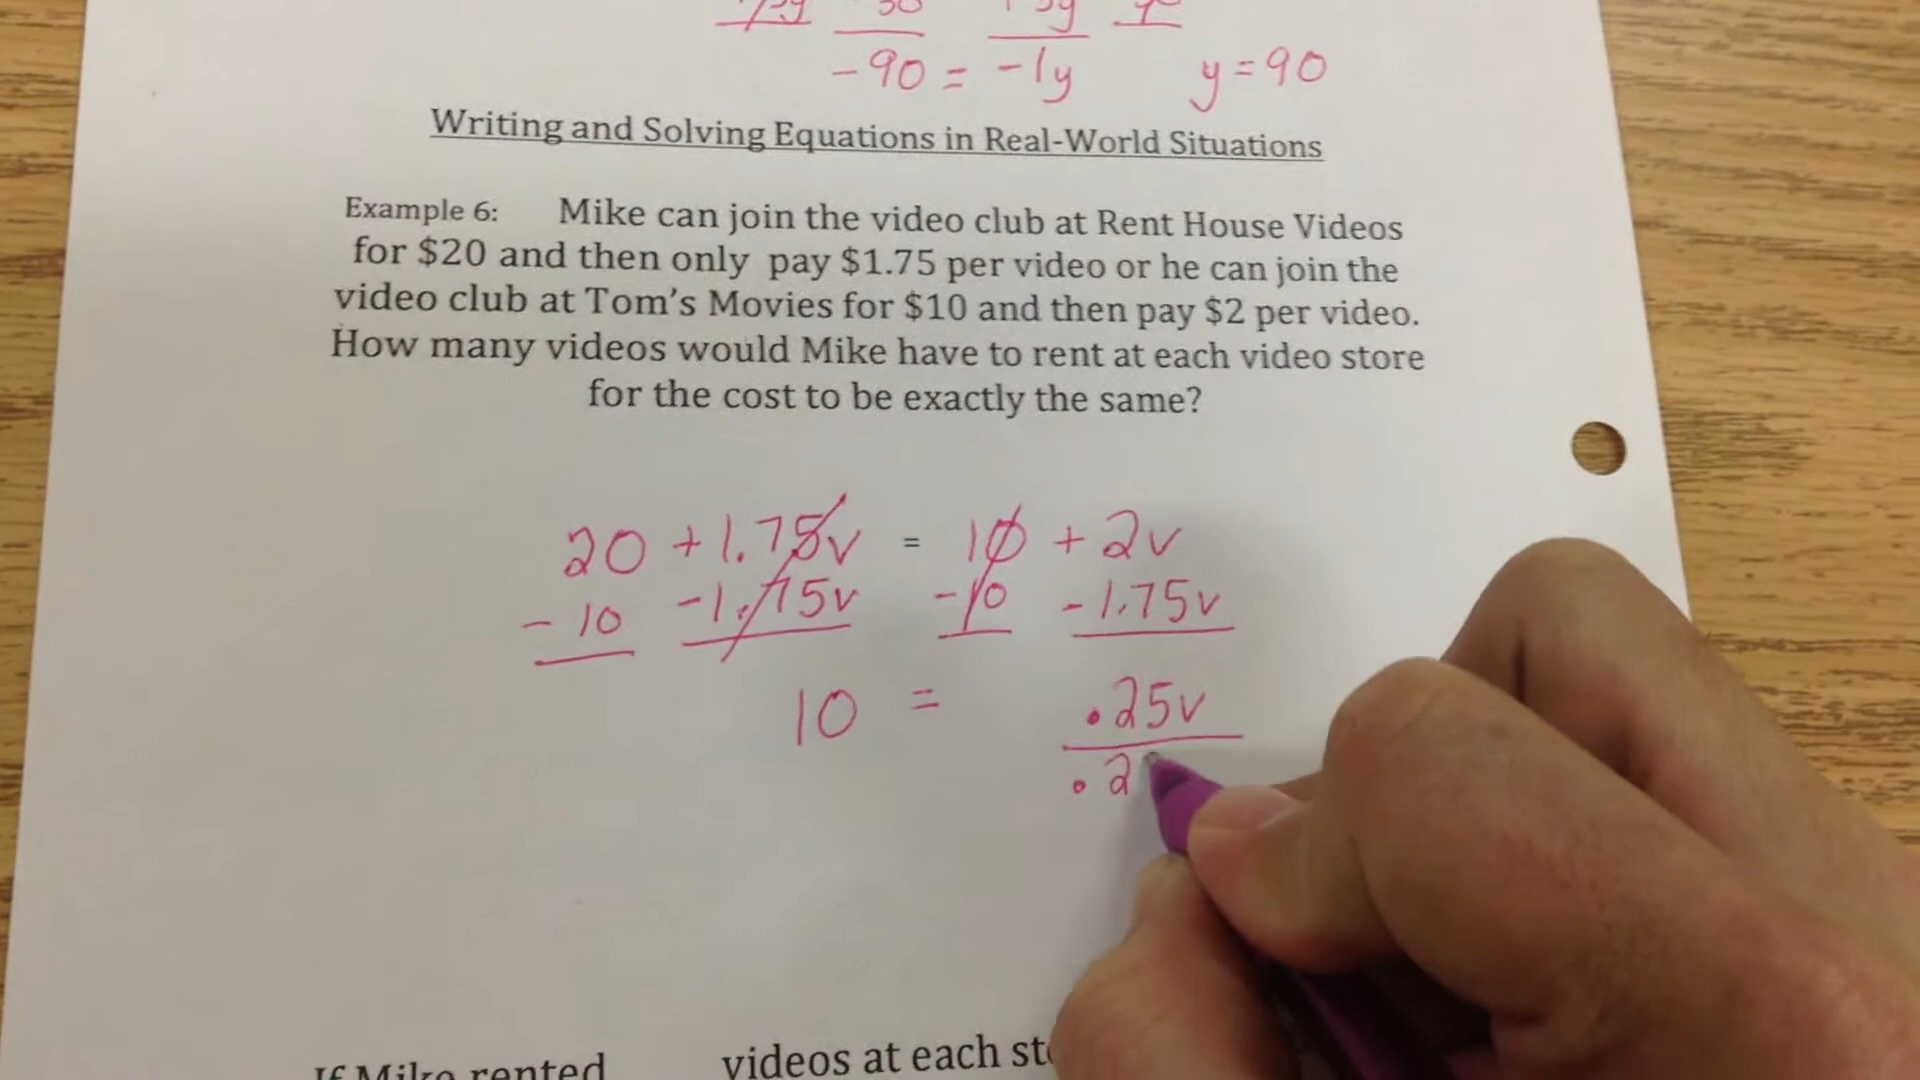 -90 = -1y y = 90
Writing and Solving Equations in Real-World Situations
Example 6: Mike can join the video club at Rent House Videos
for $20 and then only pay $1.75 per video or he can join the
video club at Tom's Movies for $10 and then pay $2 per video.
How many videos would Mike have to rent at each video store
for the cost to be exactly the same?
20 + 1.75v = 10 + 2v
- 10 - 1.75v - 10 - 1.75v
10 = .25v
.2
If Mike rented videos at each